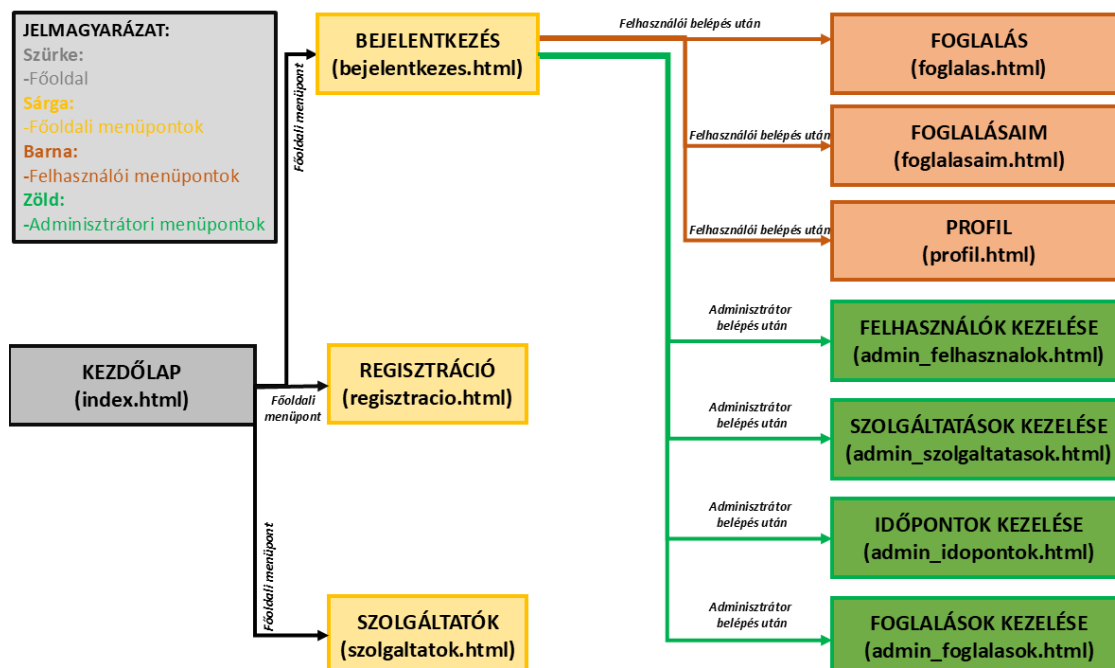 JELMAGYARÁZAT:
Szürke:
-Főoldal
Sárga:
-Főoldali menüpontok
Barna:
-Felhasználói menüpontok
Zöld:
-Adminisztrátori menüpontok
KEZDŐLAP
(index.html)
Főoldali menüpont
BEJELENTKEZÉS
(bejelentkezes.html)
Főoldali
menüpont
REGISZTRÁCIÓ
(regisztracio.html)
Főoldali menüpont
SZOLGÁLTATÓK
(szolgaltatok.html)
Felhasználói belépés után
FOGLALÁS
(foglalas.html)
Felhasználói belépés után
FOGLALÁSAIM
(foglalasaim.html)
Felhasználói belépés után
PROFIL
(profil.html)
Adminisztrátor
belépés után
FELHASZNÁLÓK KEZELÉSE
(admin_felhasznalok.html)
Adminisztrátor
belépés után
SZOLGÁLTATÁSOK KEZELÉSE
(admin_szolgaltatasok.html)
Adminisztrátor
belépés után
IDŐPONTOK KEZELÉSE
(admin_idopontok.html)
Adminisztrátor
belépés után
FOGLALÁSOK KEZELÉSE
(admin_foglalasok.html)